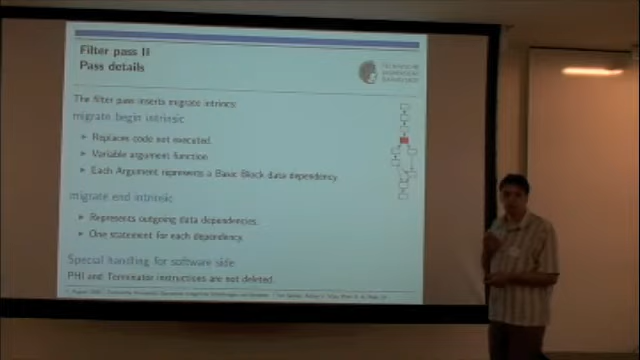 Filter pass II
Pass details
The filter pass inserts migrate intrinsics
migrate begin intrinsic
Replaces code not executed.
Variable argument function
Each Argument represents a Basic Block data dependency.
migrate end intrinsic
Represents outgoing data dependencies.
One statement for each dependency.
Special handling for software side
PHI and Terminator instructions are not deleted.